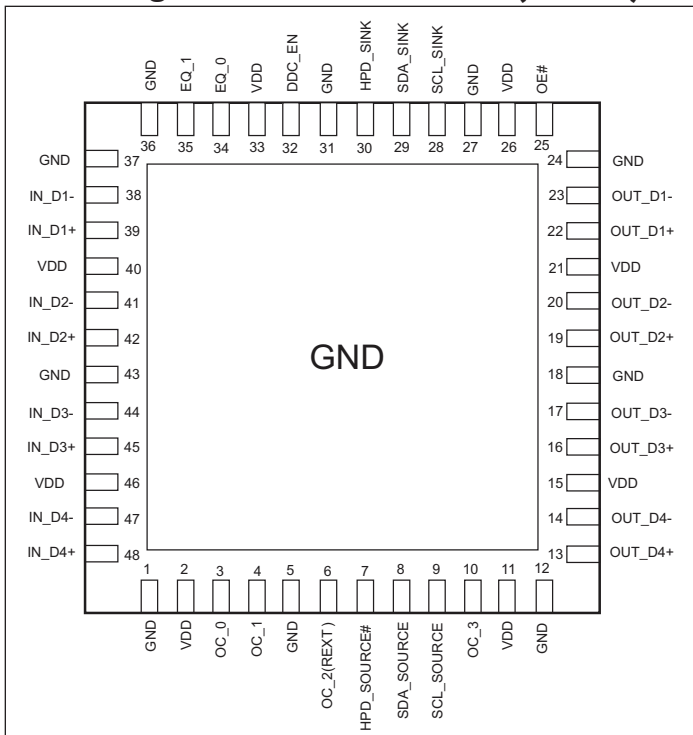 GND
EQ_1
EQ_0
VDD
DDC_EN
GND
HPD_SINK
SDA_SINK
SCL_SINK
GND
VDD
OE#
36 35 34 33 32 31 30 29 28 27 26 25
GND 37 24 GND
IN_D1- 38 23 OUT_D1-
IN_D1+ 39 22 OUT_D1+
VDD 40 21 VDD
IN_D2- 41 20 OUT_D2-
IN_D2+ 42 19 OUT_D2+
GND
GND 43 18 GND
IN_D3- 44 17 OUT_D3-
IN_D3+ 45 16 OUT_D3+
VDD 46 15 VDD
IN_D4- 47 14 OUT_D4-
IN_D4+ 48 13 OUT_D4+
1 2 3 4 5 6 7 8 9 10 11 12
GND
VDD
OC_0
OC_1
GND
OC_2(REXT)
HPD_SOURCE#
SDA_SOURCE
SCL_SOURCE
OC_3
VDD
GND